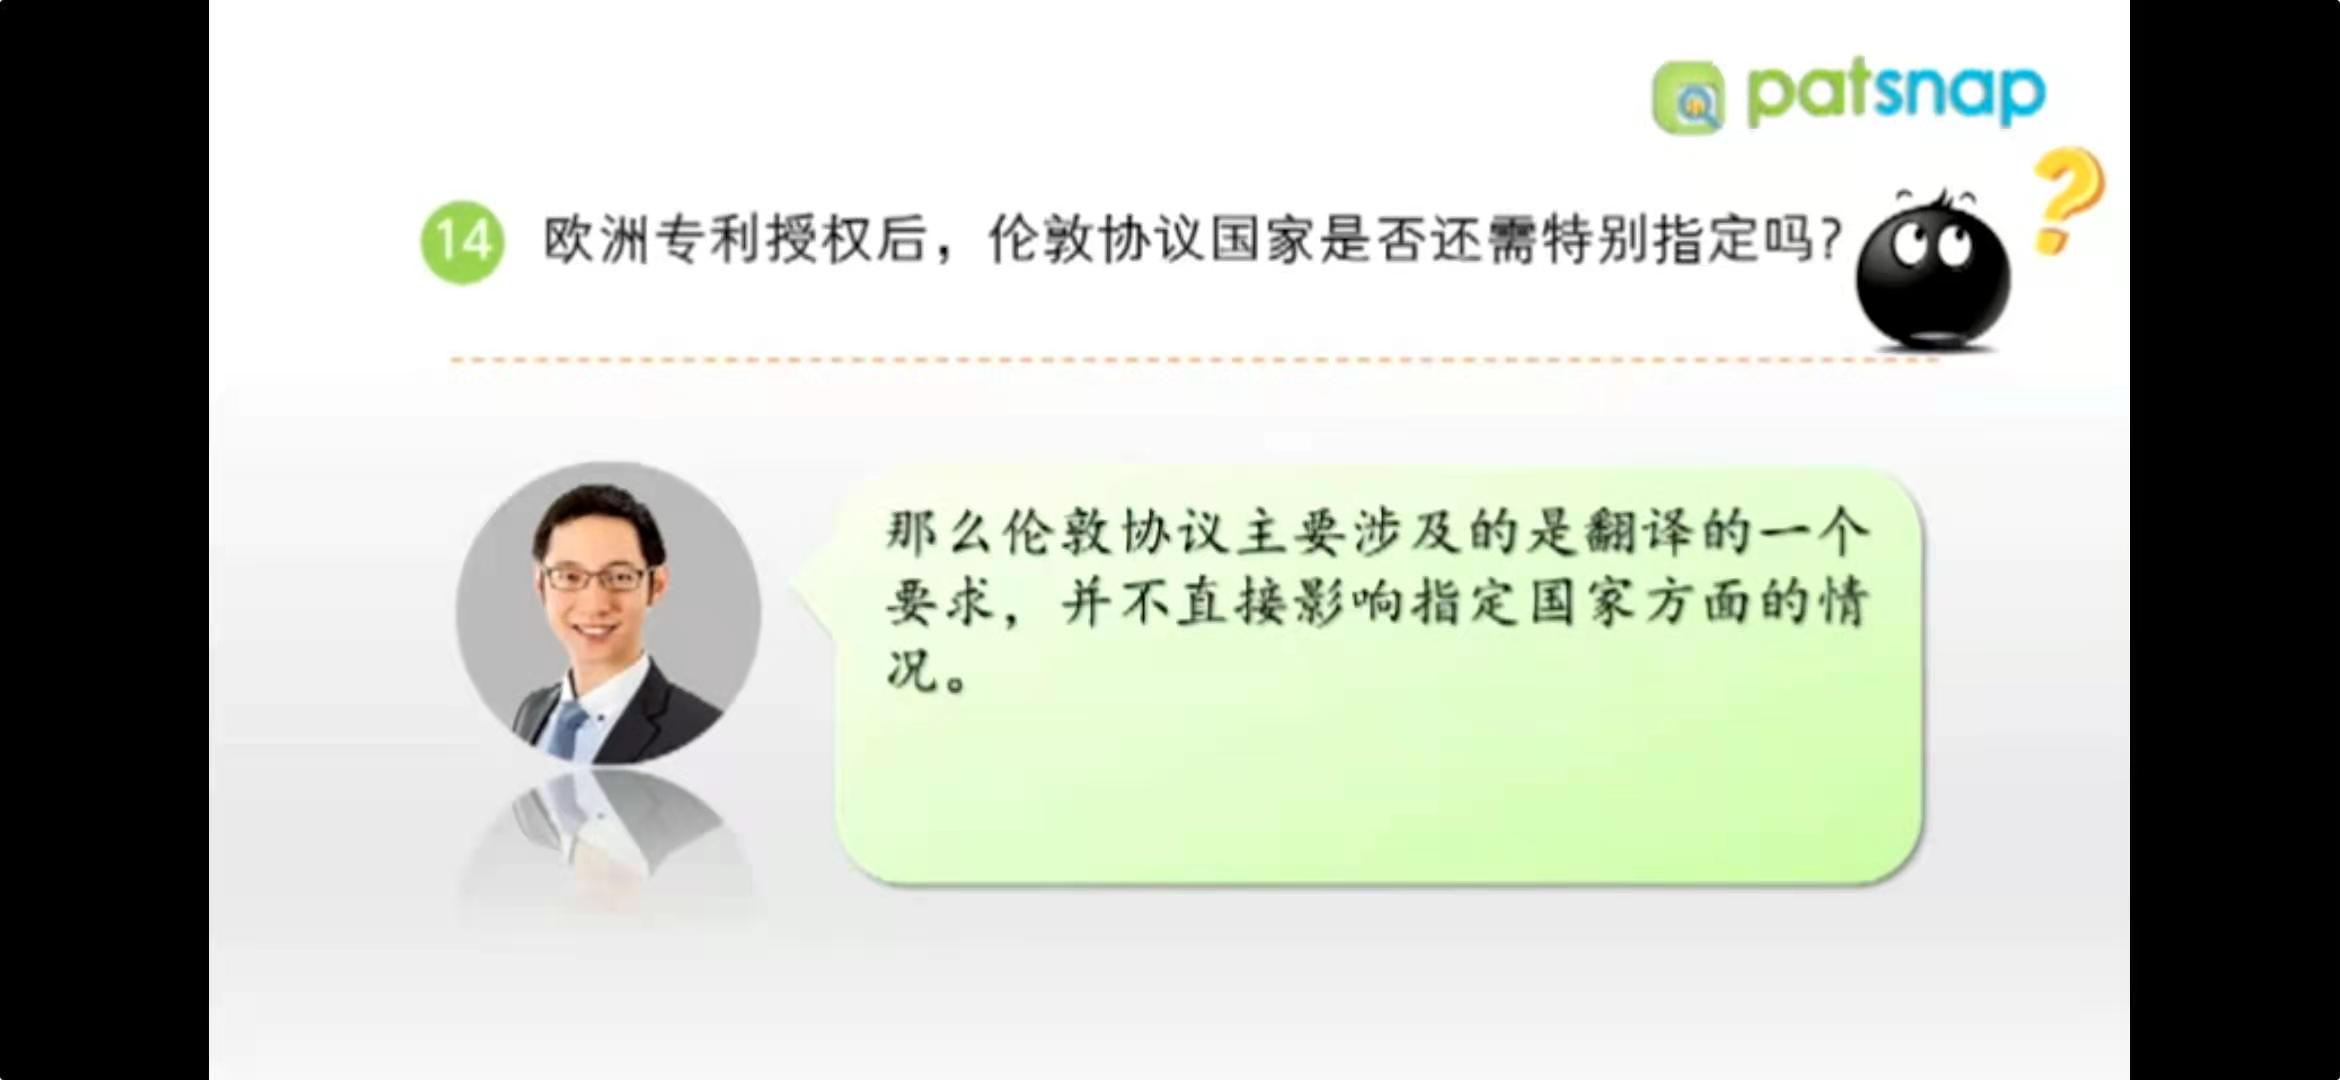 patsnap
14 欧洲专利授权后，伦敦协议国家是否还需特别指定吗？
那么伦敦协议主要涉及的是翻译的一个
要求，并不直接影响指定国家方面的情
况。